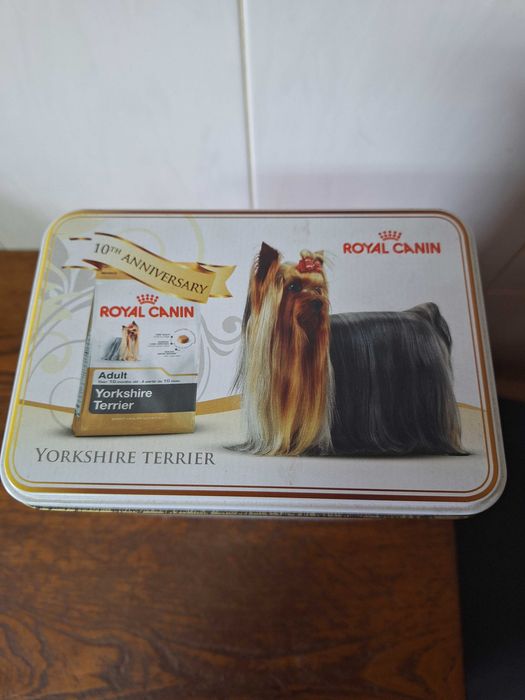 10TH ANNIVERSARY
ROYAL CANIN
ROYAL CANIN
Adult
Yorkshire
Terrier
YORKSHIRE TERRIER